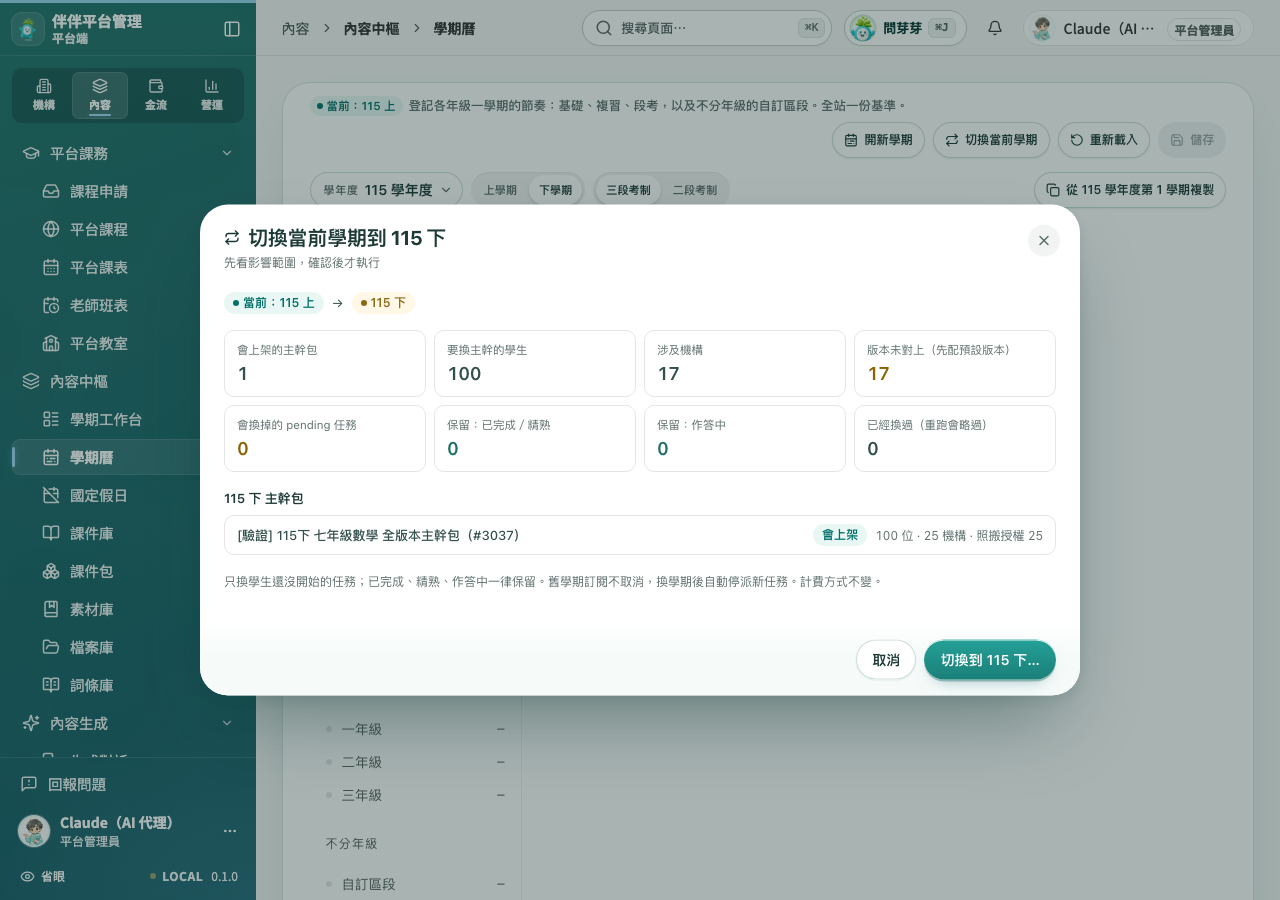 伴伴平台管理
平台端
機構
內容
金流
營運
平台課務
課程申請
平台課程
平台課表
老師班表
平台教室
內容中樞
學期工作台
學期曆
國定假日
課件庫
課件包
素材庫
檔案庫
詞條庫
內容生成
回報問題
Claude（AI 代理）
平台管理員
省眼
LOCAL 0.1.0
內容 > 內容中樞 > 學期曆
搜尋頁面… ⌘K
問芽芽 ⌘J
Claude（AI … 平台管理員
當前：115 上 登記各年級一學期的節奏：基礎、複習、段考，以及不分年級的自訂區段。全站一份基準。
開新學期 切換當前學期 重新載入 儲存
學年度 115 學年度 上學期 下學期 三段考制 二段考制 從 115 學年度第 1 學期複製
切換當前學期到 115 下
先看影響範圍，確認後才執行
當前：115 上 → 115 下
會上架的主幹包
1
要換主幹的學生
100
涉及機構
17
版本未對上（先配預設版本）
17
會換掉的 pending 任務
0
保留：已完成 / 精熟
0
保留：作答中
0
已經換過（重跑會略過）
0
115 下 主幹包
[驗證] 115下 七年級數學 全版本主幹包（#3037） 會上架 100 位 · 25 機構 · 照搬授權 25
只換學生還沒開始的任務；已完成、精熟、作答中一律保留。舊學期訂閱不取消，換學期後自動停派新任務。計費方式不變。
取消 切換到 115 下...
一年級 –
二年級 –
三年級 –
不分年級
自訂區段 –